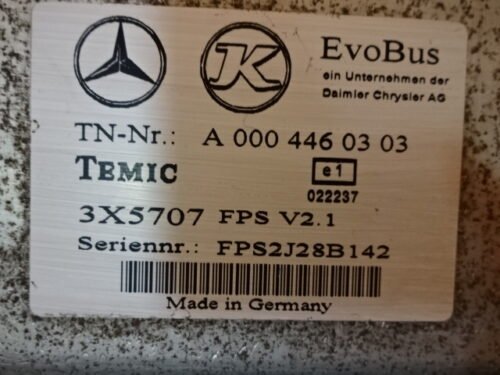 K EvoBus
ein Unternehmen der
Daimler Chrysler AG
TN-Nr.: A 000 446 03 03
TEMIC e1
022237
3X5707 FPS V2.1
Seriennr.: FPS2J28B142
Made in Germany